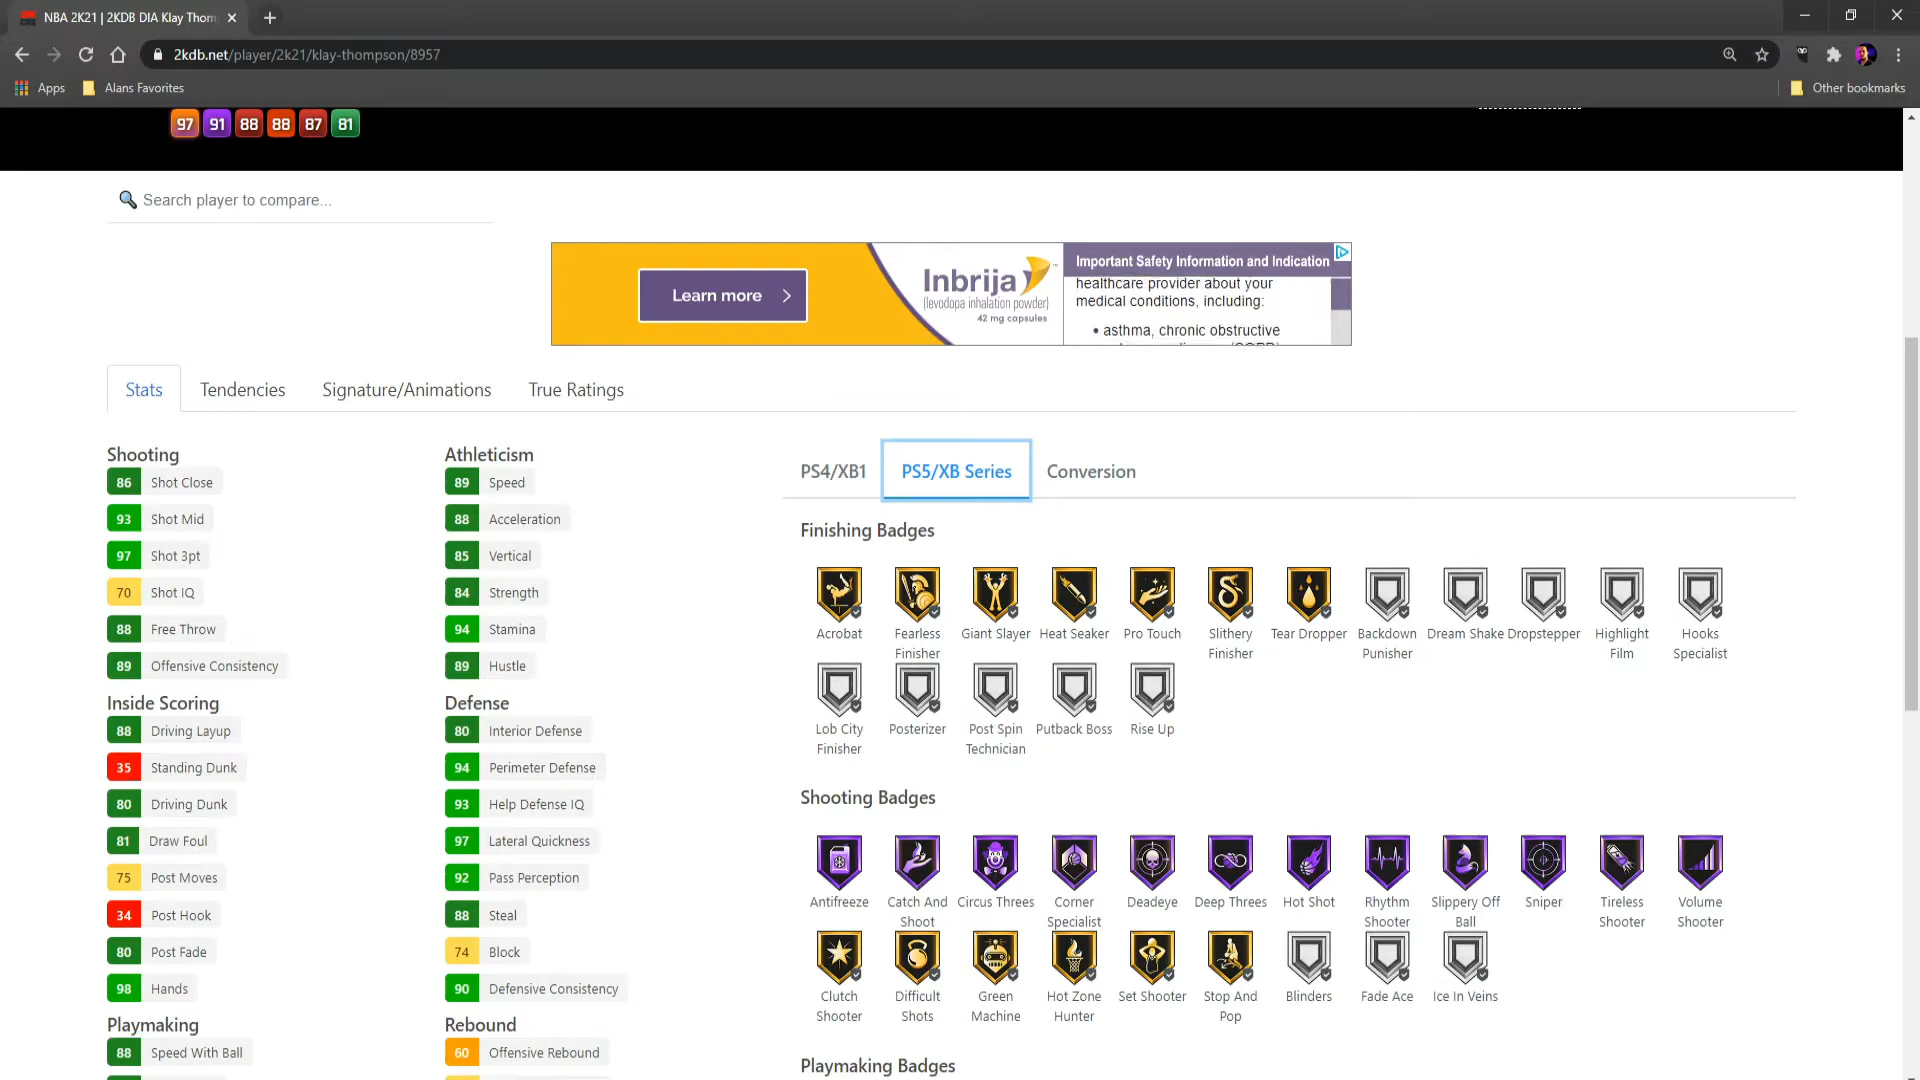 NBA 2K21 | 2KDB DIA Klay Thom
2kdb.net/player/2k21/klay-thompson/8957
Apps
Alans Favorites
Other bookmarks
97 91 88 88 87 81
Search player to compare...
Learn more
Inbrija
(levodopa inhalation powder)
42 mg capsules
Important Safety Information and Indication
healthcare provider about your
medical conditions, including:
• asthma, chronic obstructive
Stats Tendencies Signature/Animations True Ratings
Shooting
86 Shot Close
93 Shot Mid
97 Shot 3pt
70 Shot IQ
88 Free Throw
89 Offensive Consistency
Inside Scoring
88 Driving Layup
35 Standing Dunk
80 Driving Dunk
81 Draw Foul
75 Post Moves
34 Post Hook
80 Post Fade
98 Hands
Playmaking
88 Speed With Ball
Athleticism
89 Speed
88 Acceleration
85 Vertical
84 Strength
94 Stamina
89 Hustle
Defense
80 Interior Defense
94 Perimeter Defense
93 Help Defense IQ
97 Lateral Quickness
92 Pass Perception
88 Steal
74 Block
90 Defensive Consistency
Rebound
60 Offensive Rebound
PS4/XB1 PS5/XB Series Conversion
Finishing Badges
Acrobat
Fearless
Finisher
Giant Slayer
Heat Seeker
Pro Touch
Slithery
Finisher
Tear Dropper
Backdown
Punisher
Dream Shake
Dropstepper
Highlight
Film
Hooks
Specialist
Lob City
Finisher
Posterizer
Post Spin
Technician
Putback Boss
Rise Up
Shooting Badges
Antifreeze
Catch And
Shoot
Circus Threes
Corner
Specialist
Deadeye
Deep Threes
Hot Shot
Rhythm
Shooter
Slippery Off
Ball
Sniper
Tireless
Shooter
Volume
Shooter
Clutch
Shooter
Difficult
Shots
Green
Machine
Hot Zone
Hunter
Set Shooter
Stop And
Pop
Blinders
Fade Ace
Ice In Veins
Playmaking Badges